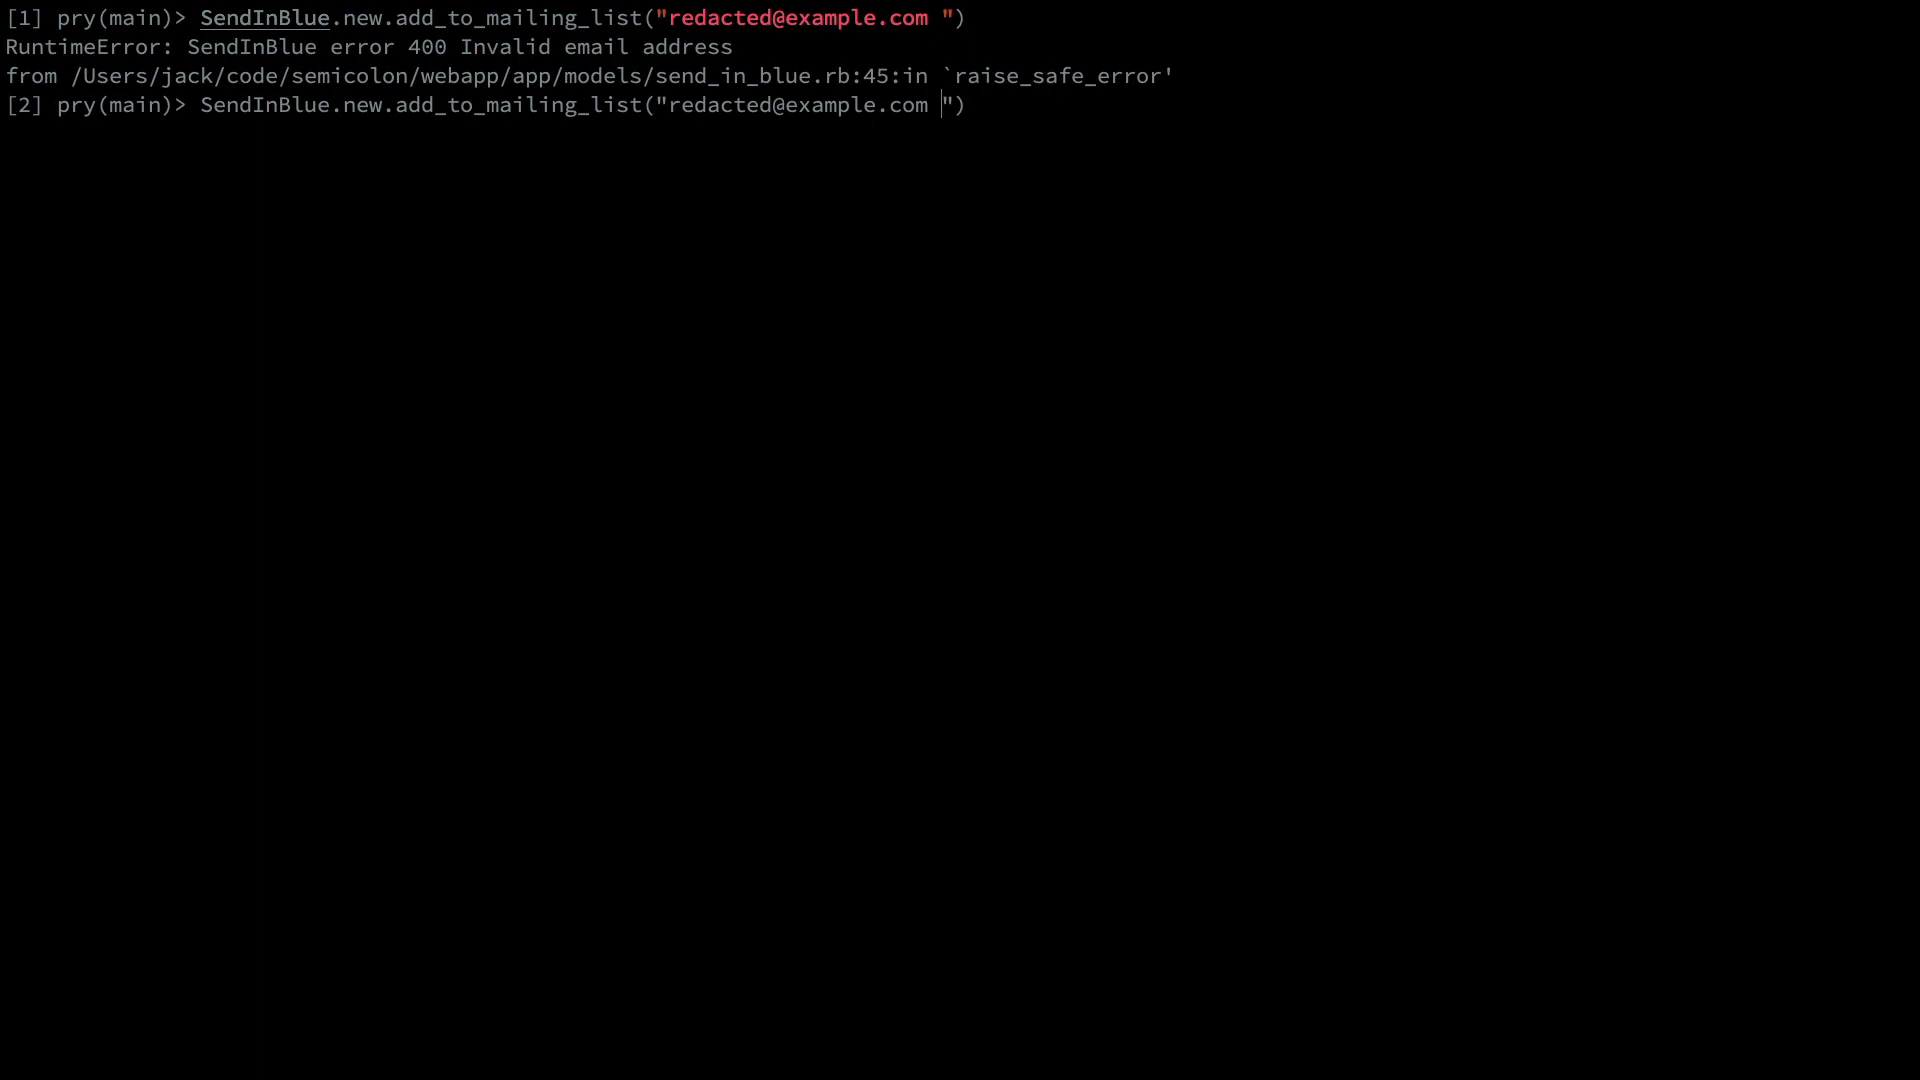 [1] pry(main)> SendInBlue.new.add_to_mailing_list("redacted@example.com ")
RuntimeError: SendInBlue error 400 Invalid email address
from /Users/jack/code/semicolon/webapp/app/models/send_in_blue.rb:45:in `raise_safe_error'
[2] pry(main)> SendInBlue.new.add_to_mailing_list("redacted@example.com ")